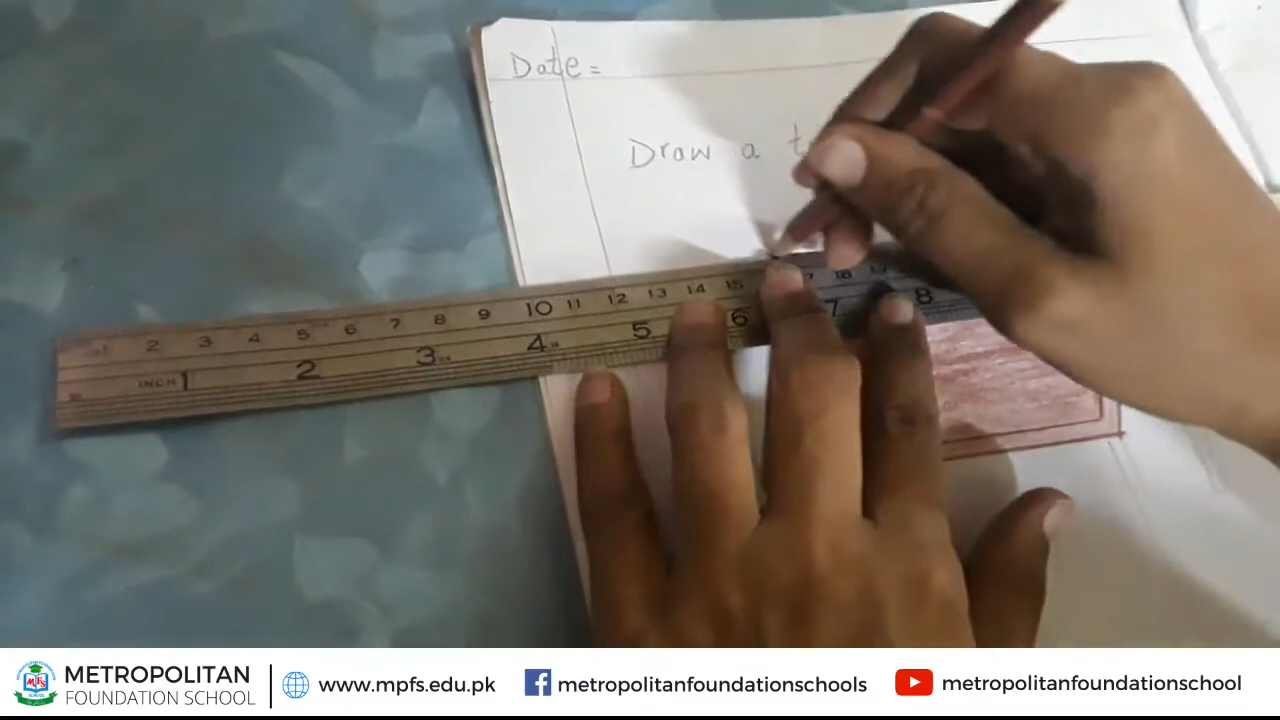 Date =
Draw a
2 3 4 5 6 7 8 9 10 11 12 13 14 15 18
INCH 1 2 3 4 5 6 7 8
METROPOLITAN
FOUNDATION SCHOOL
www.mpfs.edu.pk
metropolitanfoundationschools
metropolitanfoundationschool